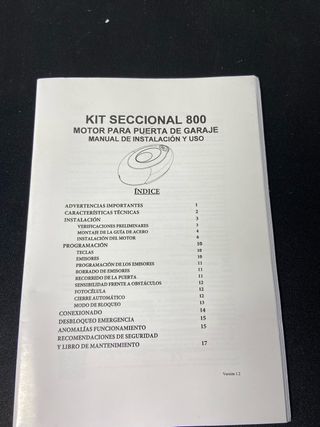 KIT SECCIONAL 800
MOTOR PARA PUERTA DE GARAJE
MANUAL DE INSTALACIÓN Y USO
ÍNDICE
ADVERTENCIAS IMPORTANTES 1
CARACTERÍSTICAS TÉCNICAS 2
INSTALACIÓN 3
VERIFICACIONES PRELIMINARES 3
MONTAJE DE LA GUÍA DE ACERO 4
INSTALACIÓN DEL MOTOR 6
PROGRAMACIÓN 10
TECLAS 10
EMISORES 10
PROGRAMACIÓN DE LOS EMISORES 11
BORRADO DE EMISORES 11
RECORRIDO DE LA PUERTA 11
SENSIBILIDAD FRENTE A OBSTÁCULOS 12
FOTOCÉLULA 12
CIERRE AUTOMÁTICO 12
MODO DE BLOQUEO 13
CONEXIONADO 14
DESBLOQUEO EMERGENCIA 15
ANOMALÍAS FUNCIONAMIENTO 15
RECOMENDACIONES DE SEGURIDAD
Y LIBRO DE MANTENIMIENTO 17
Versión 1.2